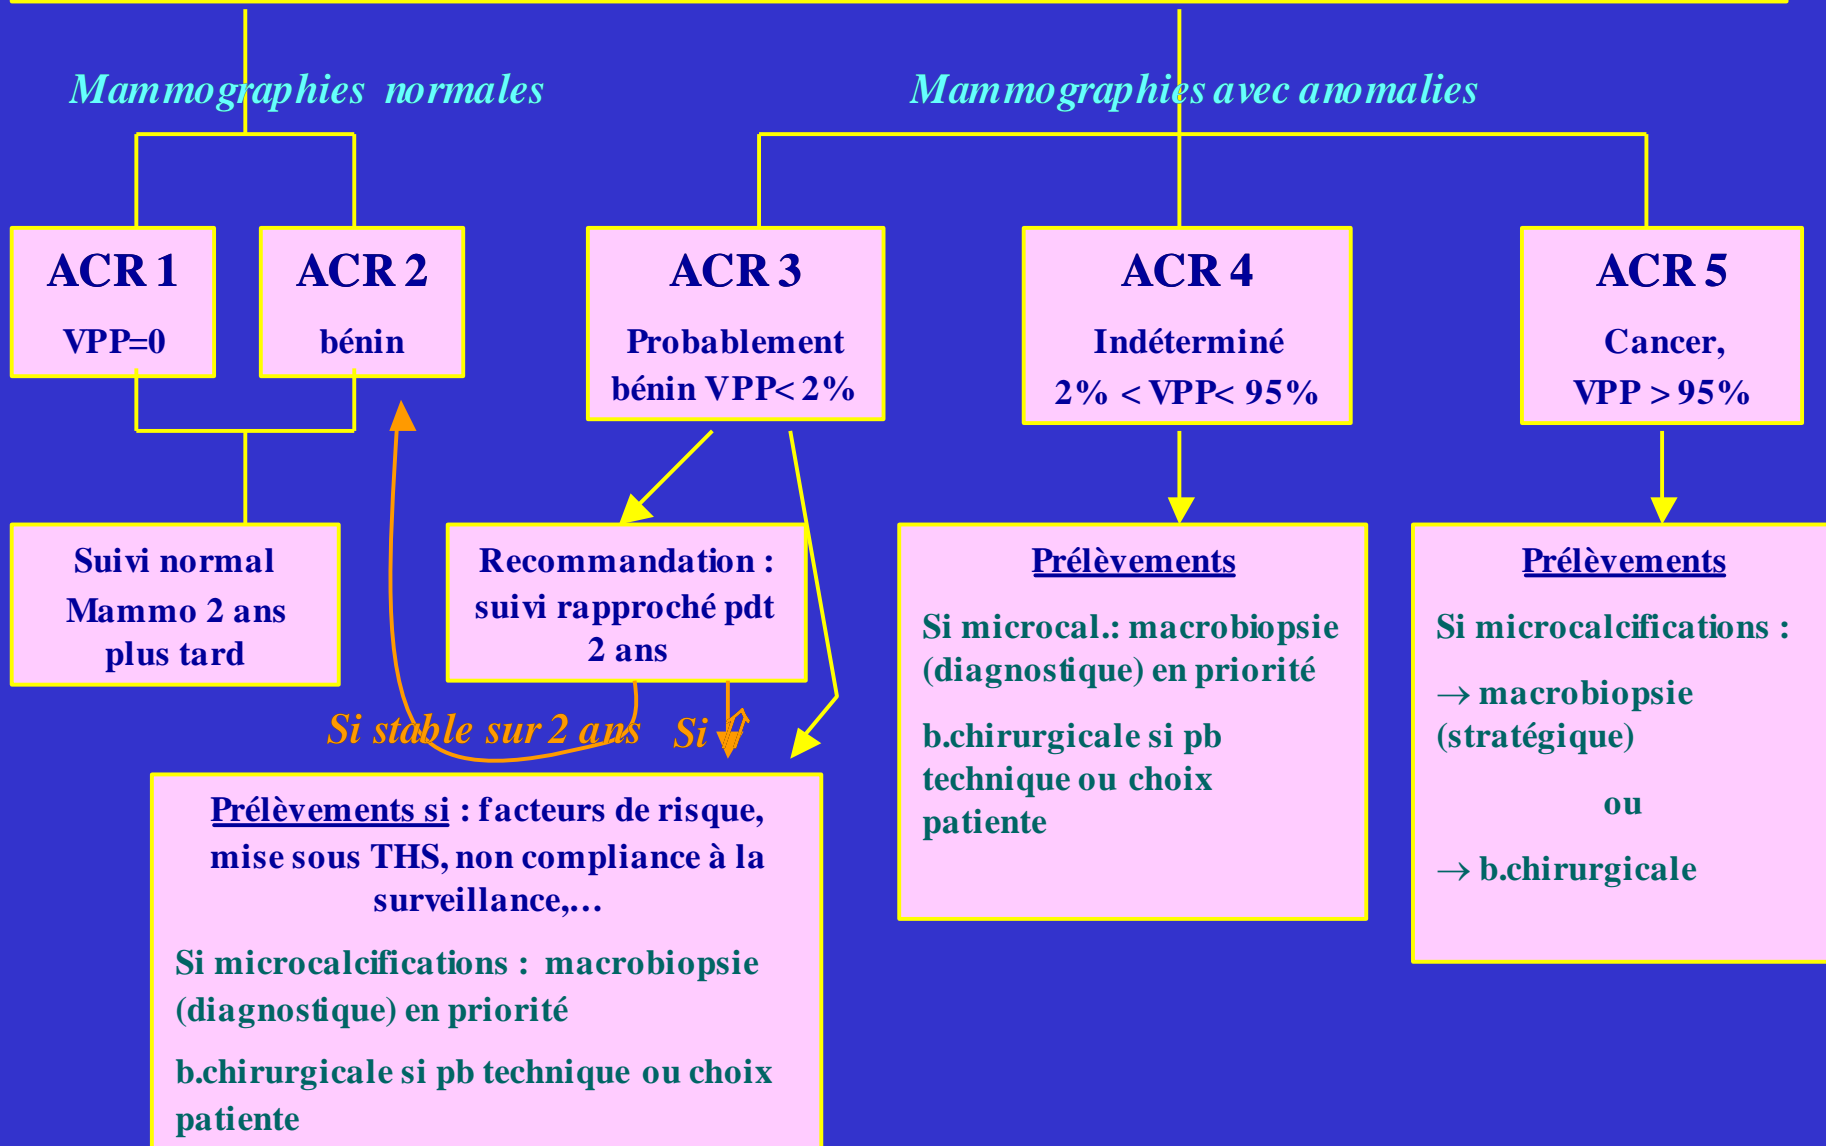 Mammographies normales
Mammographies avec anomalies
ACR 1
VPP=0
ACR 2
bénin
ACR 3
Probablement
bénin VPP< 2%
ACR 4
Indéterminé
2% < VPP< 95%
ACR 5
Cancer,
VPP > 95%
Suivi normal
Mammo 2 ans
plus tard
Recommandation :
suivi rapproché pdt
2 ans
Si stable sur 2 ans
Si ⇑
Prélèvements si : facteurs de risque,
mise sous THS, non compliance à la
surveillance,…
Si microcalcifications : macrobiopsie
(diagnostique) en priorité
b.chirurgicale si pb technique ou choix
patiente
Prélèvements
Si microcal.: macrobiopsie
(diagnostique) en priorité
b.chirurgicale si pb
technique ou choix
patiente
Prélèvements
Si microcalcifications :
→ macrobiopsie
(stratégique)
ou
→ b.chirurgicale